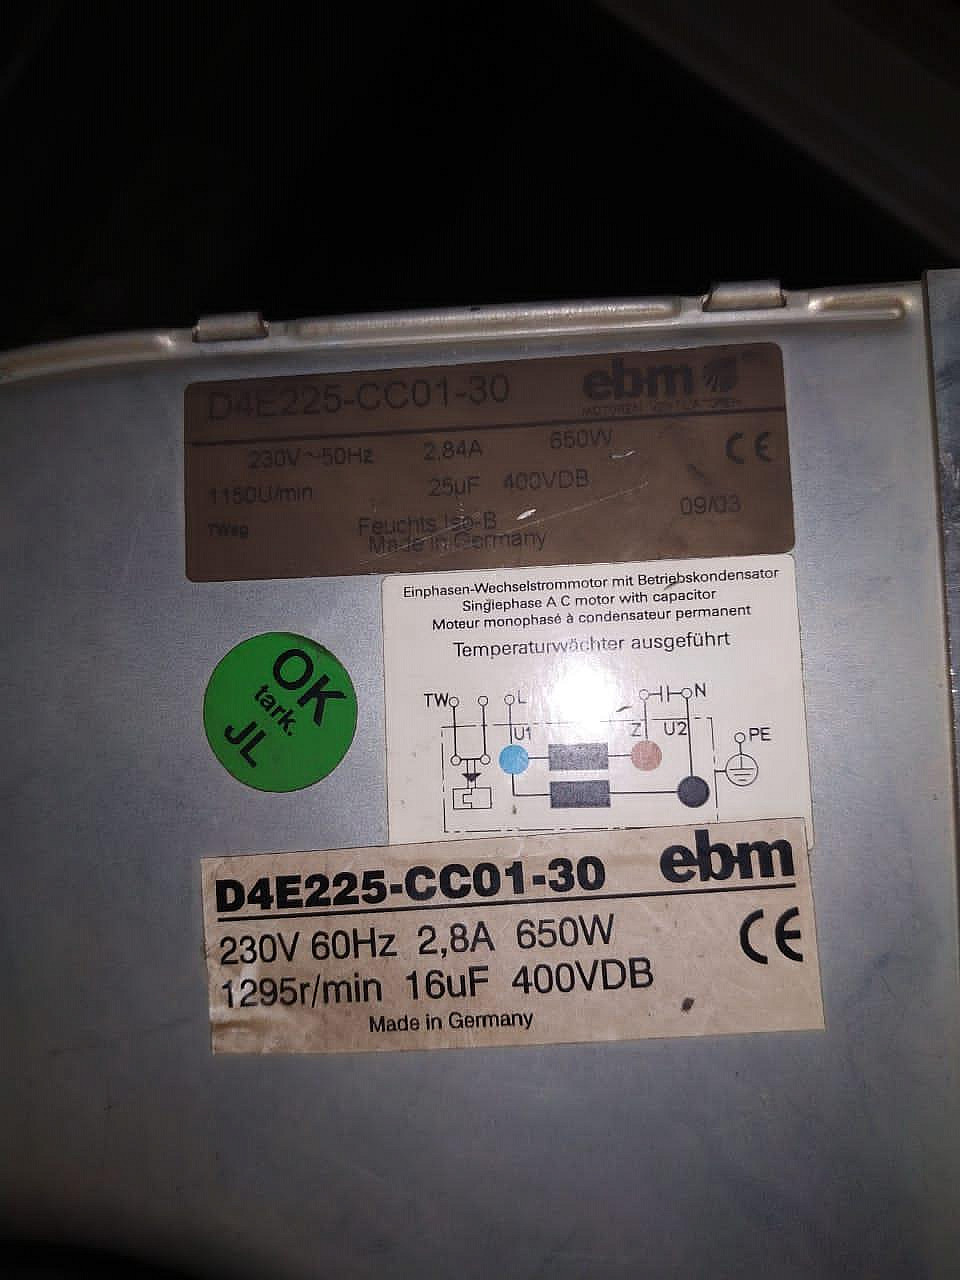 D4E225-CC01-30 ebm
230V~50Hz 2,84A 650W CE
1150U/min 25uF 400VDB
09/03
TWag Feuchts Iso-B
Made in Germany
Einphasen-Wechselstrommotor mit Betriebskondensator
Singlephase A C motor with capacitor
Moteur monophasé à condensateur permanent
Temperaturwächter ausgeführt
TW L N
U1 Z U2 PE
OK
tark.
JL
D4E225-CC01-30 ebm
230V 60Hz 2,8A 650W CE
1295r/min 16uF 400VDB
Made in Germany